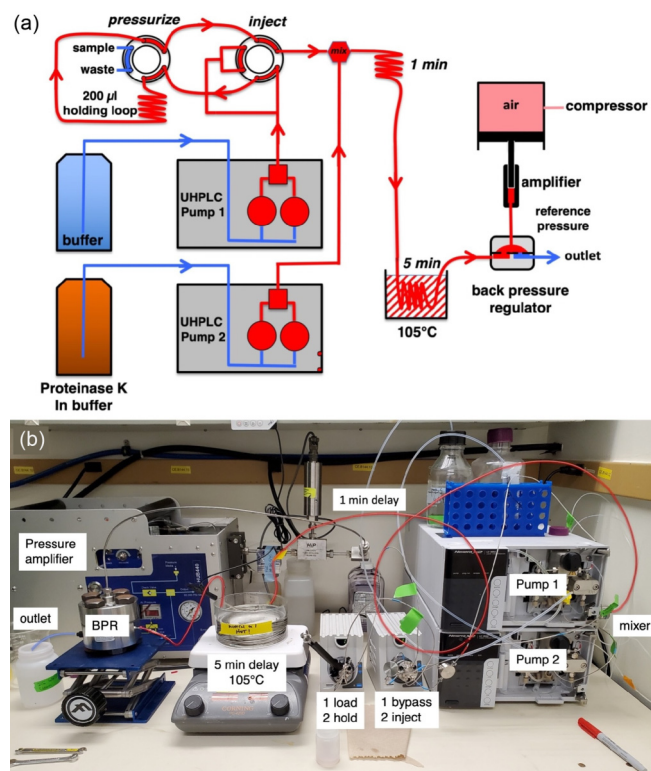 (a)
pressurize
inject
sample
waste
200 µl
holding loop
mix
1 min
air
compressor
amplifier
reference
pressure
outlet
back pressure
regulator
UHPLC
Pump 1
buffer
5 min
105°C
UHPLC
Pump 2
Proteinase K
In buffer
(b)
1 min delay
Pressure
amplifier
HUB440
outlet
BPR
5 min delay
105°C
1 load
2 hold
1 bypass
2 inject
Pump 1
Pump 2
mixer